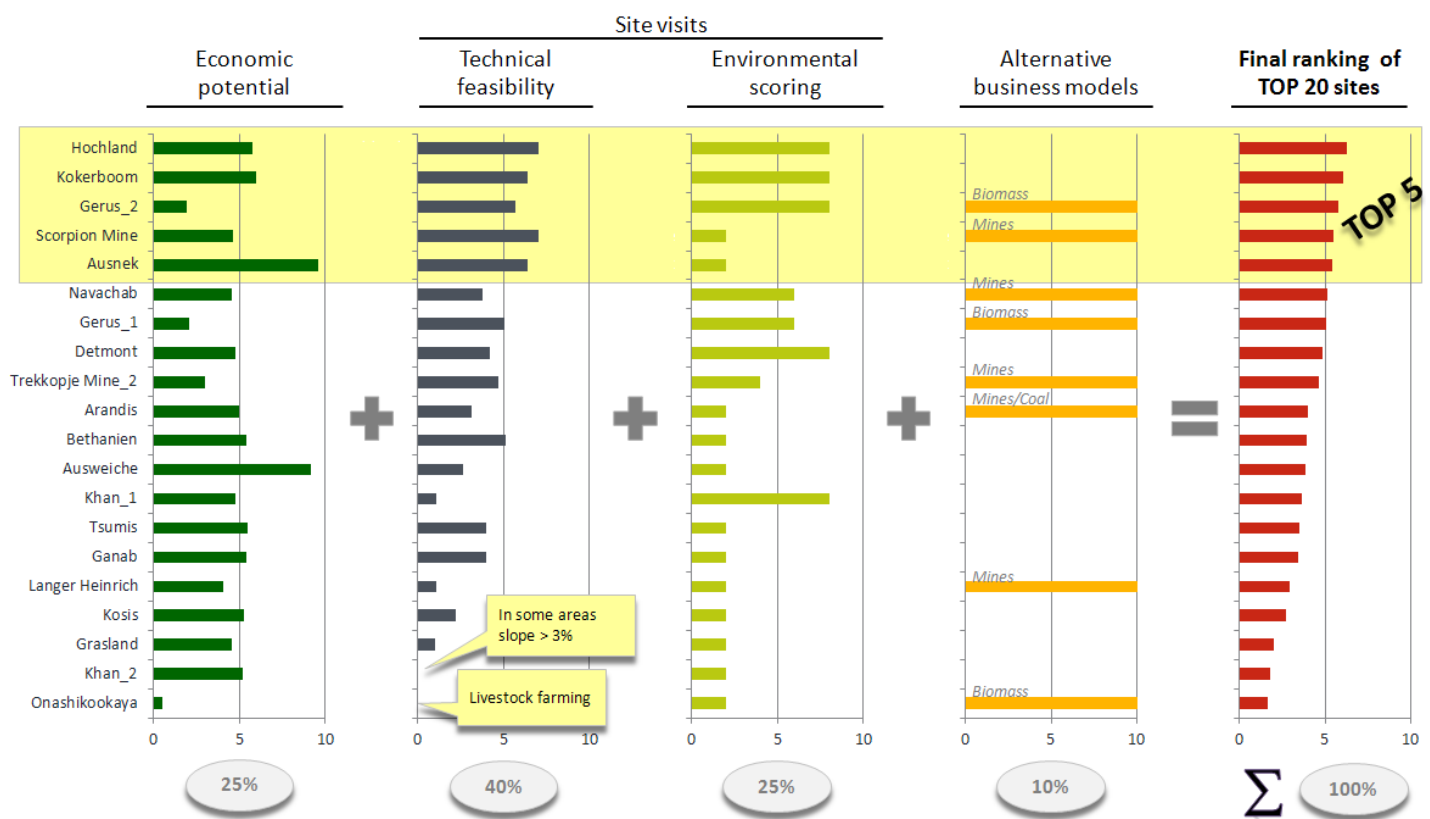 Site visits
Economic
potential
Technical
feasibility
Environmental
scoring
Alternative
business models
Final ranking of
TOP 20 sites
Hochland
Kokerboom
Gerus_2
Biomass
Scorpion Mine
Mines
TOP 5
Ausnek
Navachab
Mines
Gerus_1
Biomass
Detmont
Trekkopje Mine_2
Mines
Arandis
Mines/Coal
Bethanien
Ausweiche
Khan_1
Tsumis
Ganab
Langer Heinrich
Mines
Kosis
In some areas
slope > 3%
Grasland
Khan_2
Livestock farming
Onashikookaya
Biomass
0 5 10 0 5 10 0 5 10 0 5 10 0 5 10
25% 40% 25% 10% Σ 100%